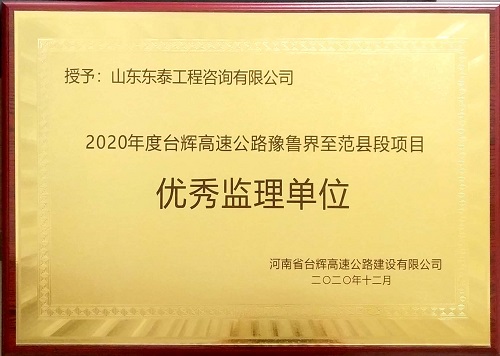 授予：山东东泰工程咨询有限公司
2020年度台辉高速公路豫鲁界至范县段项目
优秀监理单位
河南省台辉高速公路建设有限公司
二〇二〇年十二月